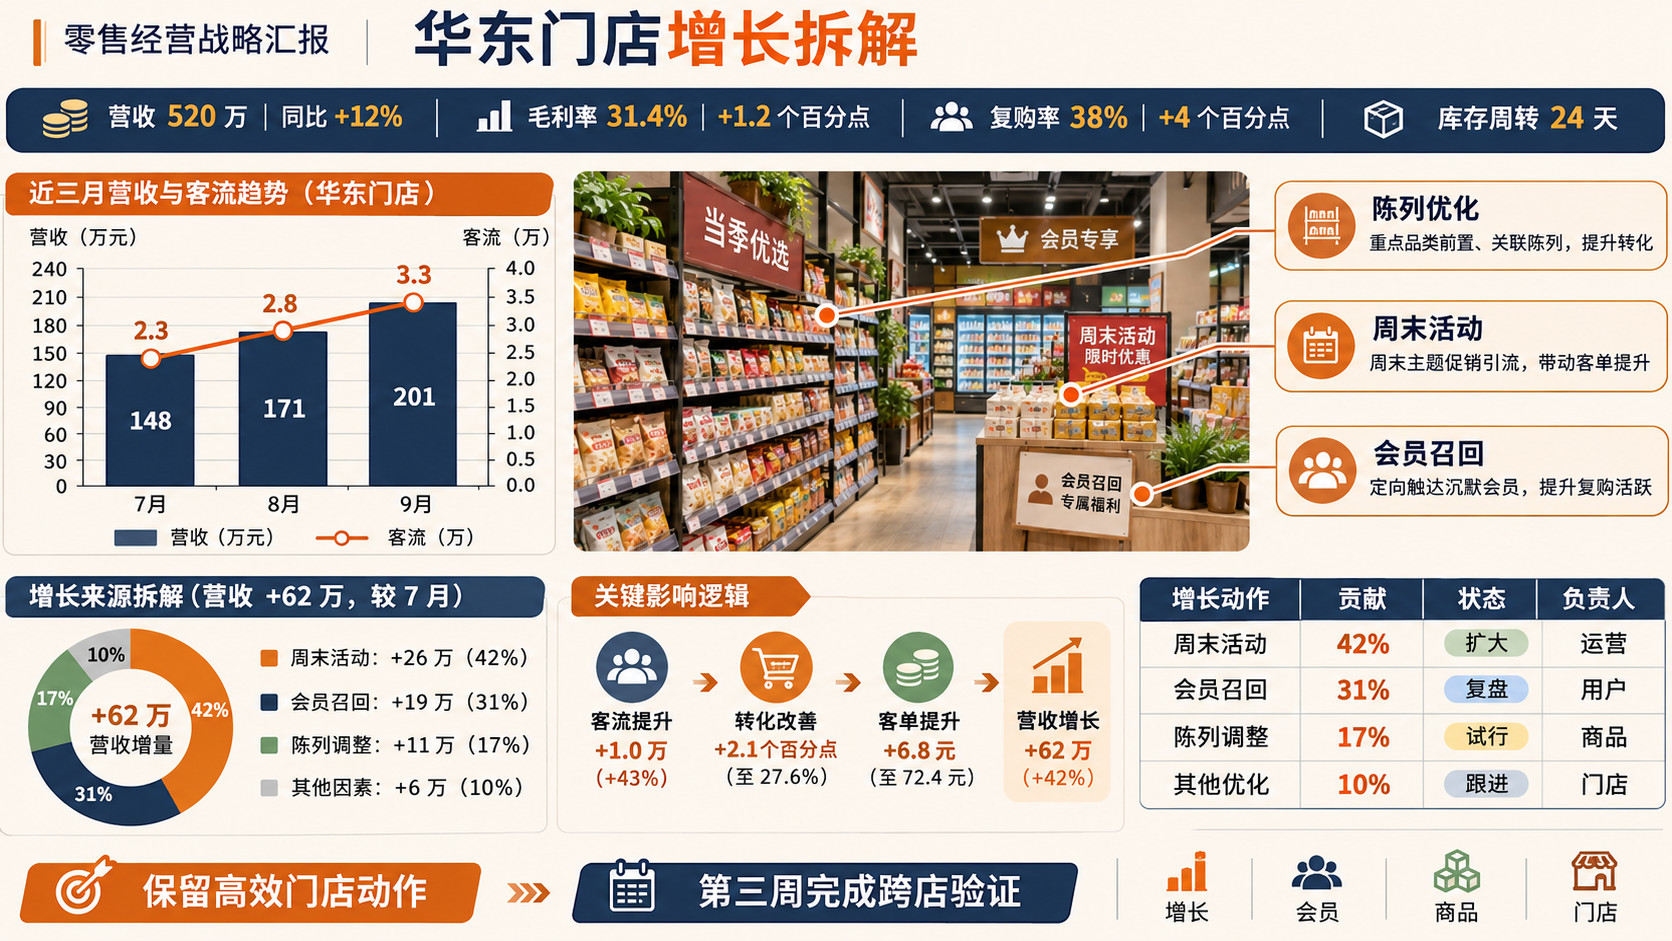 零售经营战略汇报
华东门店增长拆解
营收 520 万 | 同比 +12%
毛利率 31.4% | +1.2 个百分点
复购率 38% | +4 个百分点
库存周转 24 天
近三月营收与客流趋势（华东门店）
营收（万元）
客流（万）
240
210
180
150
120
90
60
30
0
4.0
3.5
3.0
2.5
2.0
1.5
1.0
0.5
0.0
2.3
2.8
3.3
148
171
201
7月
8月
9月
营收（万元）
客流（万）
当季优选
会员专享
周末活动
限时优惠
会员召回
专属福利
陈列优化
重点品类前置、关联陈列，提升转化
周末活动
周末主题促销引流，带动客单提升
会员召回
定向触达沉默会员，提升复购活跃
增长来源拆解（营收 +62 万，较 7 月）
10%
17%
42%
31%
+62 万
营收增量
周末活动：+26 万（42%）
会员召回：+19 万（31%）
陈列调整：+11 万（17%）
其他因素：+6 万（10%）
关键影响逻辑
客流提升
+1.0 万
（+43%）
转化改善
+2.1个百分点
（至 27.6%）
客单提升
+6.8 元
（至 72.4 元）
营收增长
+62 万
（+42%）
增长动作 贡献 状态 负责人
周末活动 42% 扩大 运营
会员召回 31% 复盘 用户
陈列调整 17% 试行 商品
其他优化 10% 跟进 门店
保留高效门店动作
第三周完成跨店验证
增长
会员
商品
门店